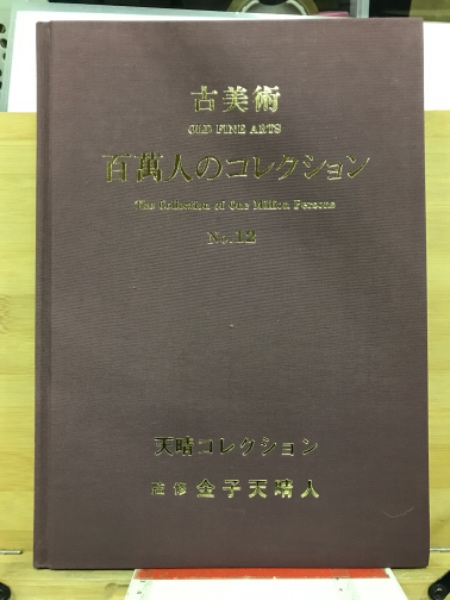 古美術
OLD FINE ARTS
百萬人のコレクション
The Collection of One Million Persons
No.12
天晴コレクション
監修 金子天晴人